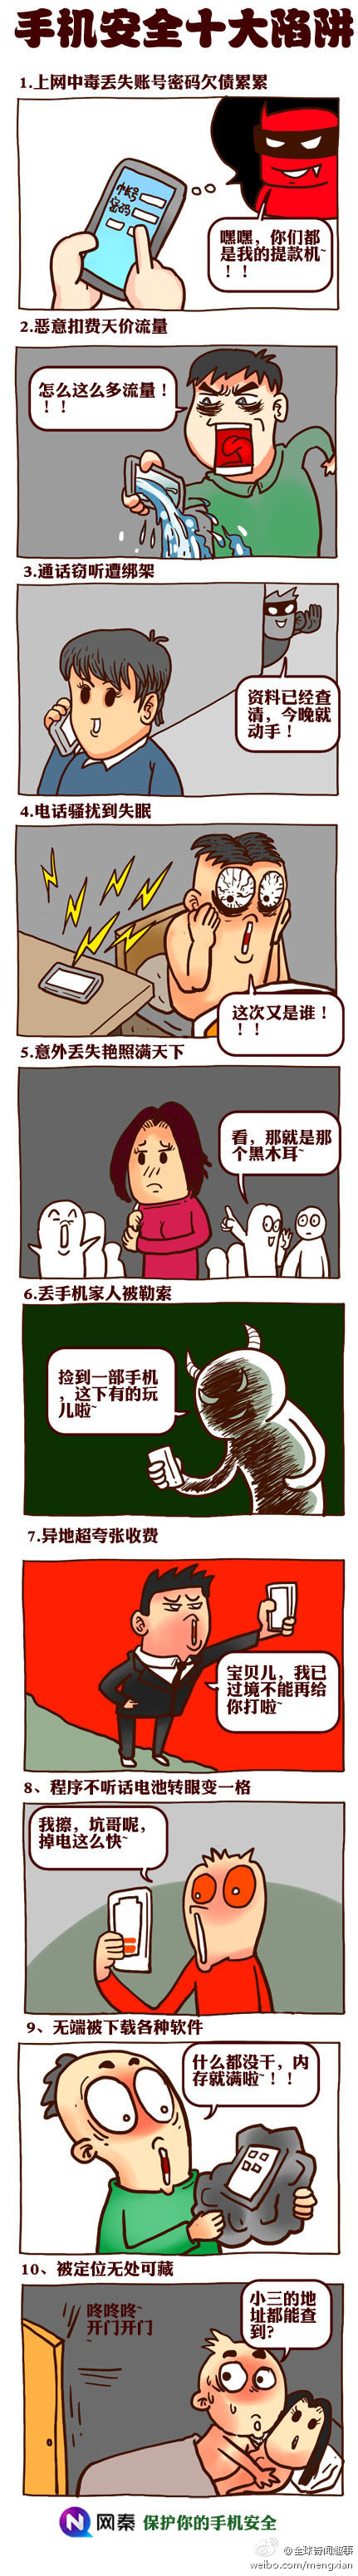 手机安全十大陷阱
1.上网中毒丢失账号密码欠债累累
帐号
密码
嘿嘿，你们都
是我的提款机~
！！
2.恶意扣费天价流量
怎么这么多流量！
！！
3.通话窃听遭绑架
资料已经查
清，今晚就
动手！
4.电话骚扰到失眠
这次又是谁！
！！
5.意外丢失艳照满天下
看，那就是那
个黑木耳~
6.丢手机家人被勒索
捡到一部手机
，这下有的玩
儿啦~
7.异地超夸张收费
宝贝儿，我已
过境不能再给
你打啦~
8、程序不听话电池转眼变一格
我擦，坑哥呢，
掉电这么快~
9、无端被下载各种软件
什么都没干，内
存就满啦~！！
10、被定位无处可藏
咚咚咚~
开门开门
~
小三的地
址都能查
到?
网秦 保护你的手机安全
@全球奇闻趣事
weibo.com/mengxian